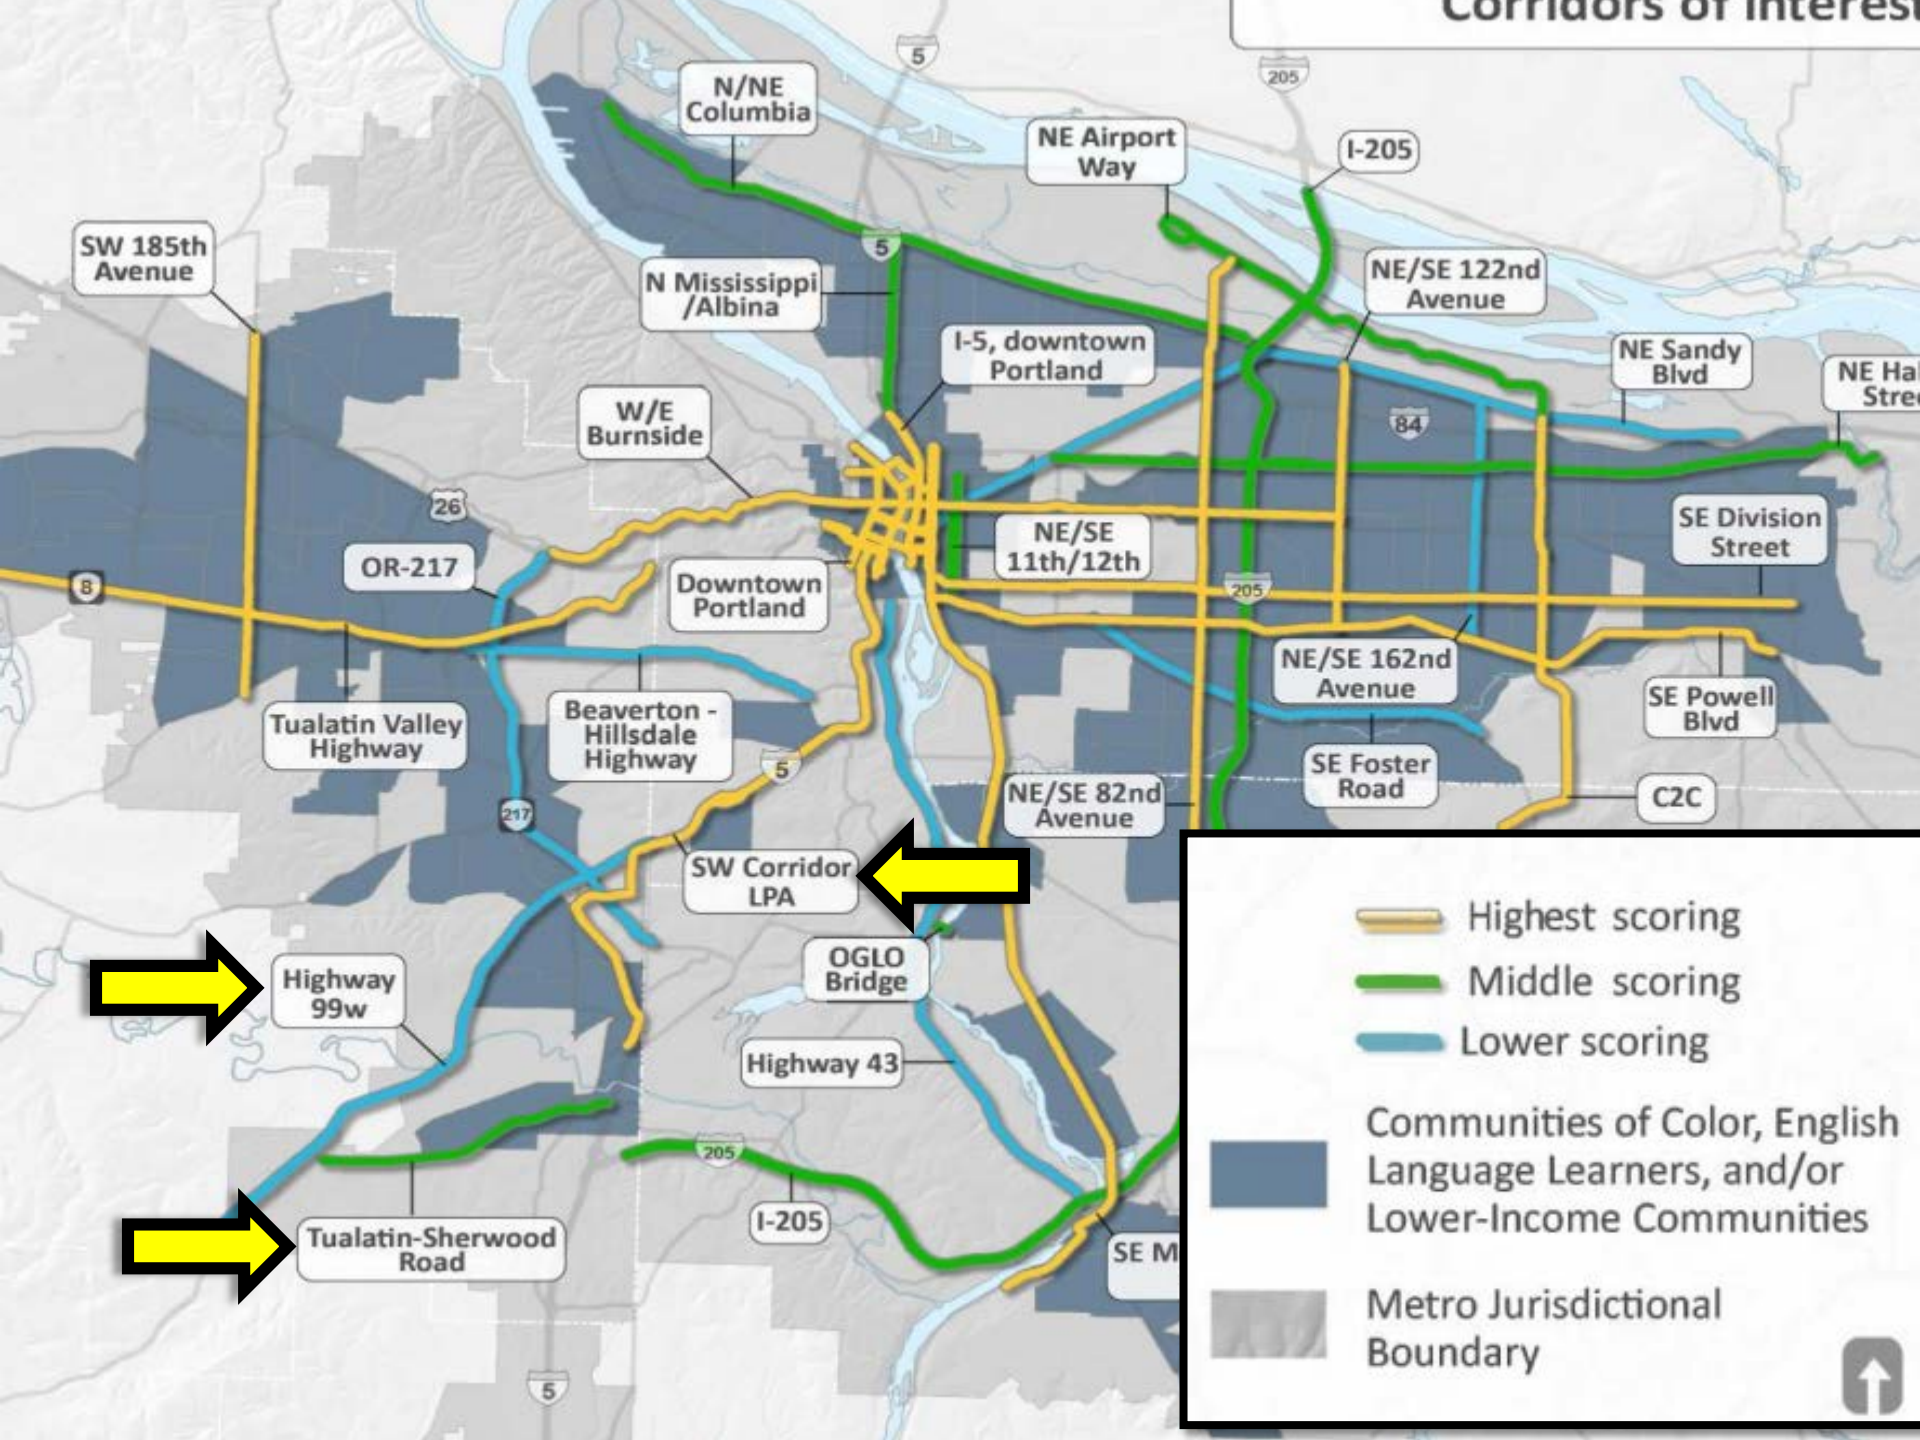 Corridors of Interest
5
205
N/NE
Columbia
NE Airport
Way
I-205
SW 185th
Avenue
5
N Mississippi
/Albina
NE/SE 122nd
Avenue
I-5, downtown
Portland
NE Sandy
Blvd
NE Hal
Stree
W/E
Burnside
84
26
SE Division
Street
NE/SE
11th/12th
OR-217
8
Downtown
Portland
205
NE/SE 162nd
Avenue
SE Powell
Blvd
Tualatin Valley
Highway
Beaverton -
Hillsdale
Highway
5
SE Foster
Road
NE/SE 82nd
Avenue
C2C
217
SW Corridor
LPA
OGLO
Bridge
Highway
99w
Highway 43
205
I-205
Tualatin-Sherwood
Road
SE M
5
Highest scoring
Middle scoring
Lower scoring
Communities of Color, English
Language Learners, and/or
Lower-Income Communities
Metro Jurisdictional
Boundary